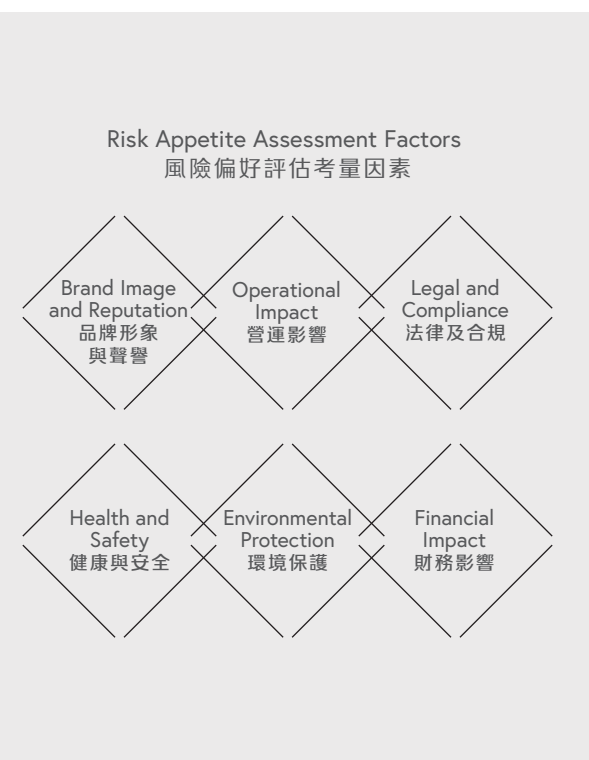 Risk Appetite Assessment Factors
風險偏好評估考量因素
Brand Image
and Reputation
品牌形象
與聲譽
Operational
Impact
營運影響
Legal and
Compliance
法律及合規
Health and
Safety
健康與安全
Environmental
Protection
環境保護
Financial
Impact
財務影響